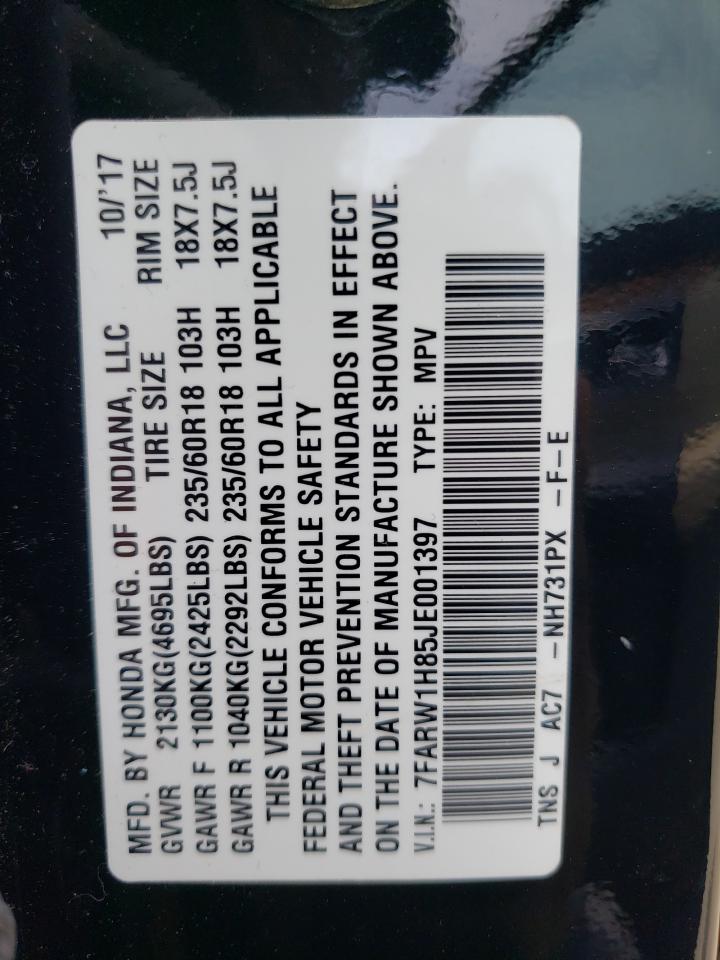 MFD. BY HONDA MFG. OF INDIANA, LLC 10/'17
GVWR 2130KG(4695LBS) TIRE SIZE RIM SIZE
GAWR F 1100KG(2425LBS) 235/60R18 103H 18X7.5J
GAWR R 1040KG(2292LBS) 235/60R18 103H 18X7.5J
THIS VEHICLE CONFORMS TO ALL APPLICABLE
FEDERAL MOTOR VEHICLE SAFETY
AND THEFT PREVENTION STANDARDS IN EFFECT
ON THE DATE OF MANUFACTURE SHOWN ABOVE.
V.I.N.: 7FARW1H85JE001397 TYPE: MPV
TNS J AC7 -NH731PX -F-E